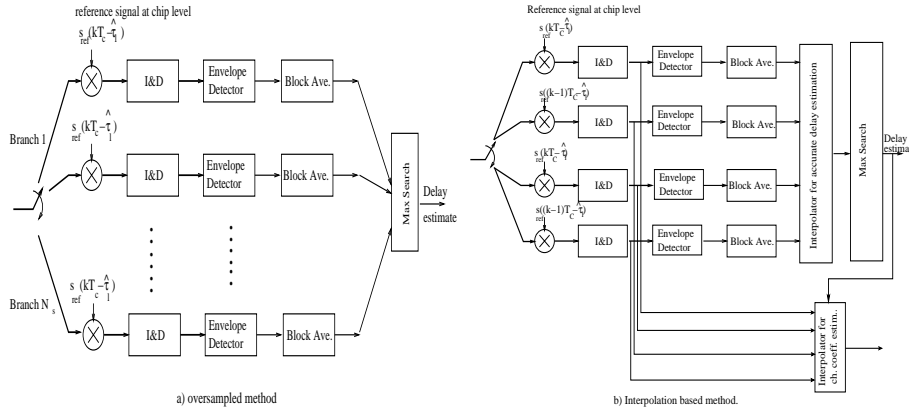 reference signal at chip level
s_ref(kT_c-τ̂_1)
I&D
Envelope
Detector
Block Ave.
Branch 1
s_ref(kT_c-τ̂_1)
I&D
Envelope
Detector
Block Ave.
Max Search
Delay
estimate
Branch N_s
s_ref(kT_c-τ̂_1)
I&D
Envelope
Detector
Block Ave.
a) oversampled method
Reference signal at chip level
s_ref(kT_C-τ̂_1)
I&D
Envelope
Detector
Block Ave.
s_ref((k-1)T_C-τ̂_1)
I&D
Envelope
Detector
Block Ave.
s_ref(kT_C-τ̂_1)
I&D
Envelope
Detector
Block Ave.
s_ref((k-1)T_C-τ̂_1)
I&D
Envelope
Detector
Block Ave.
Interpolator for accurate delay estimation
Max Search
Delay
estima
Interpolator for
ch. coeff. estim..
b) Interpolation based method.